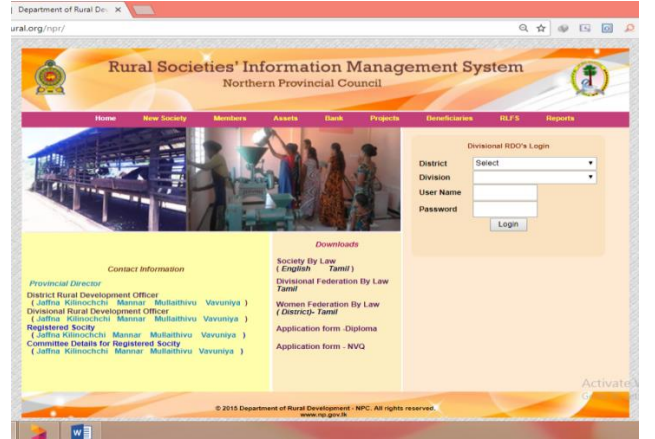 Department of Rural Dev
ural.org/npr/
Rural Societies' Information Management System
Northern Provincial Council
Home New Society Members Assets Bank Projects Beneficiaries RLFS Reports
Divisional RDO's Login
District Select
Division
User Name
Password
Login
Contact Information
Provincial Director
District Rural Development Officer
( Jaffna Kilinochchi Mannar Mullaithivu Vavuniya )
Divisional Rural Development Officer
( Jaffna Kilinochchi Mannar Mullaithivu Vavuniya )
Registered Socity
( Jaffna Kilinochchi Mannar Mullaithivu Vavuniya )
Committee Details for Registered Socity
( Jaffna Kilinochchi Mannar Mullaithivu Vavuniya )
Downloads
Society By Law
( English Tamil )
Divisional Federation By Law
Tamil
Women Federation By Law
( District)- Tamil
Application form -Diploma
Application form - NVQ
Activate
© 2015 Department of Rural Development - NPC. All rights reserved.
www.np.gov.lk